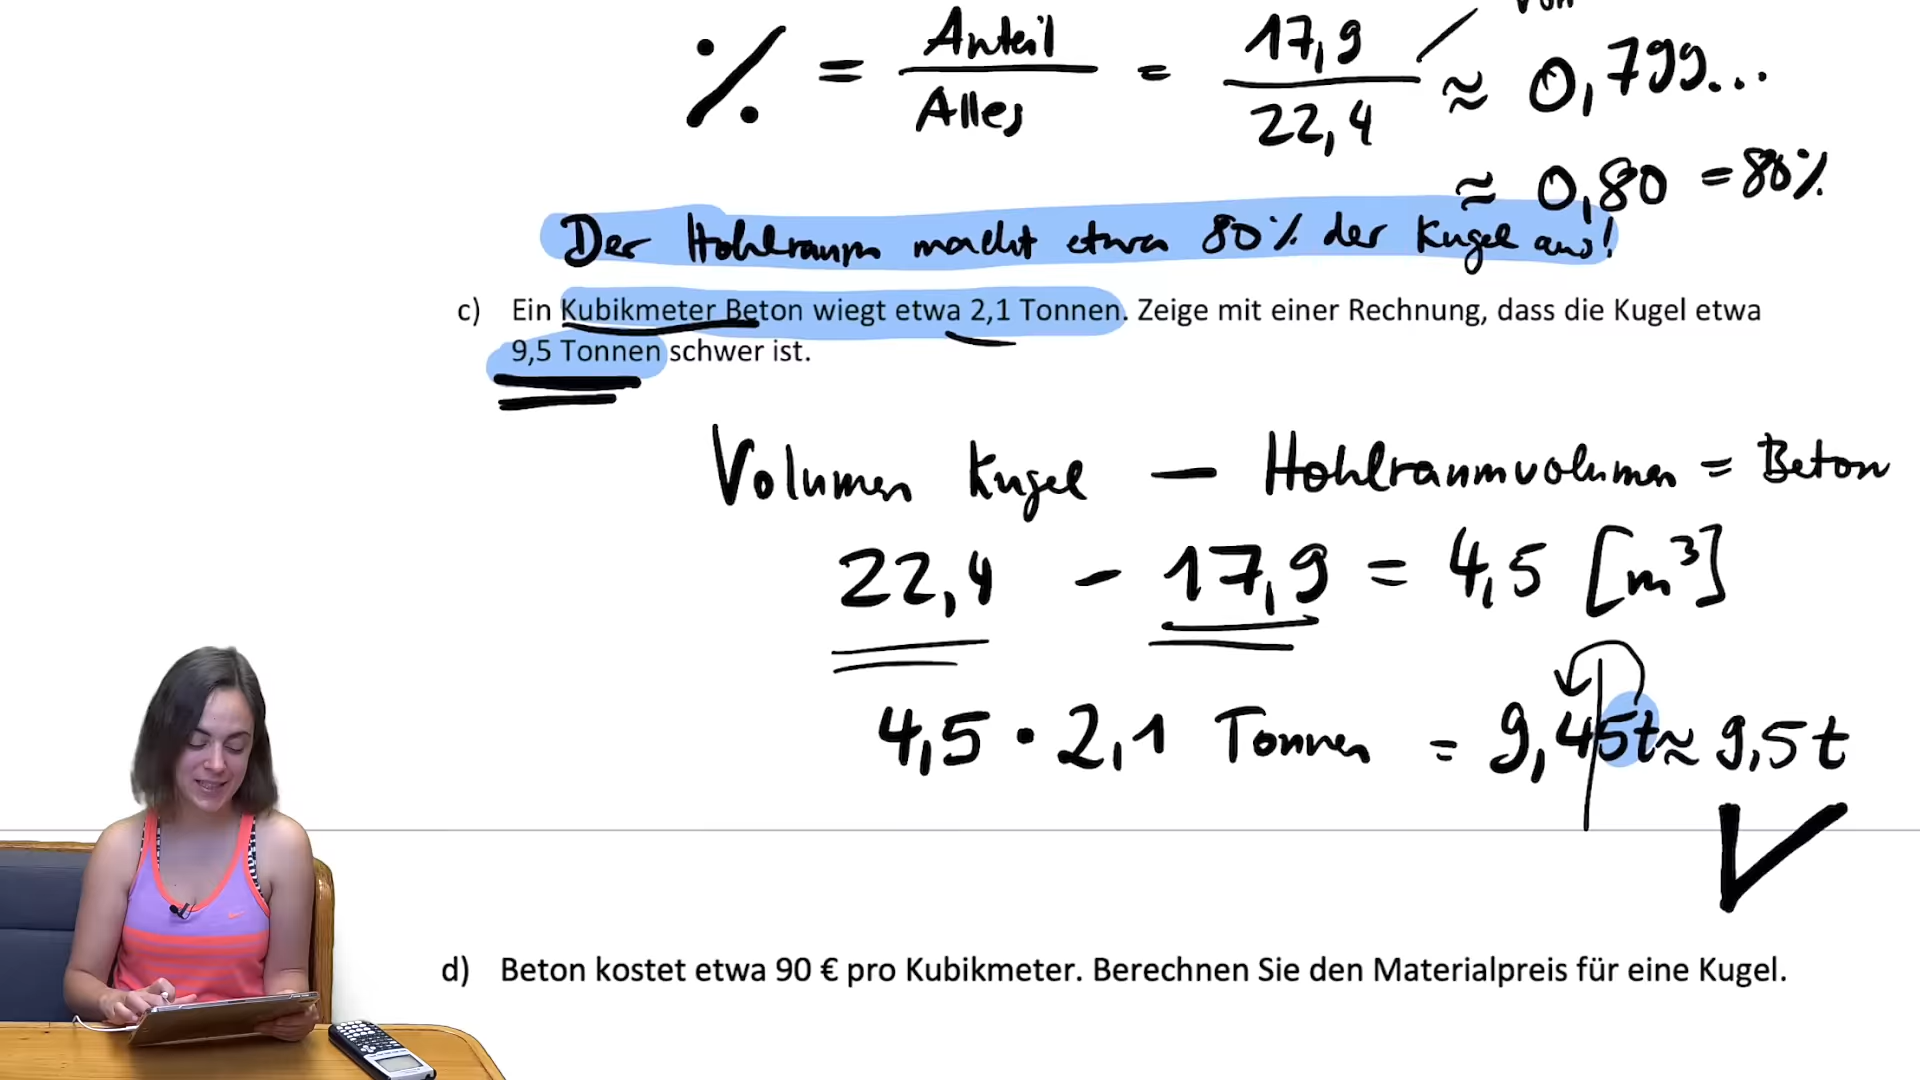 % = Anteil / Alles = 17,9 / 22,4 ≈ 0,799...
≈ 0,80 = 80%
Der Hohlraum macht etwa 80% der Kugel aus!
c) Ein Kubikmeter Beton wiegt etwa 2,1 Tonnen. Zeige mit einer Rechnung, dass die Kugel etwa
9,5 Tonnen schwer ist.
Volumen Kugel – Hohlraumvolumen = Beton
22,4 – 17,9 = 4,5 [m³]
4,5 · 2,1 Tonnen = 9,45t ≈ 9,5t
d) Beton kostet etwa 90 € pro Kubikmeter. Berechnen Sie den Materialpreis für eine Kugel.